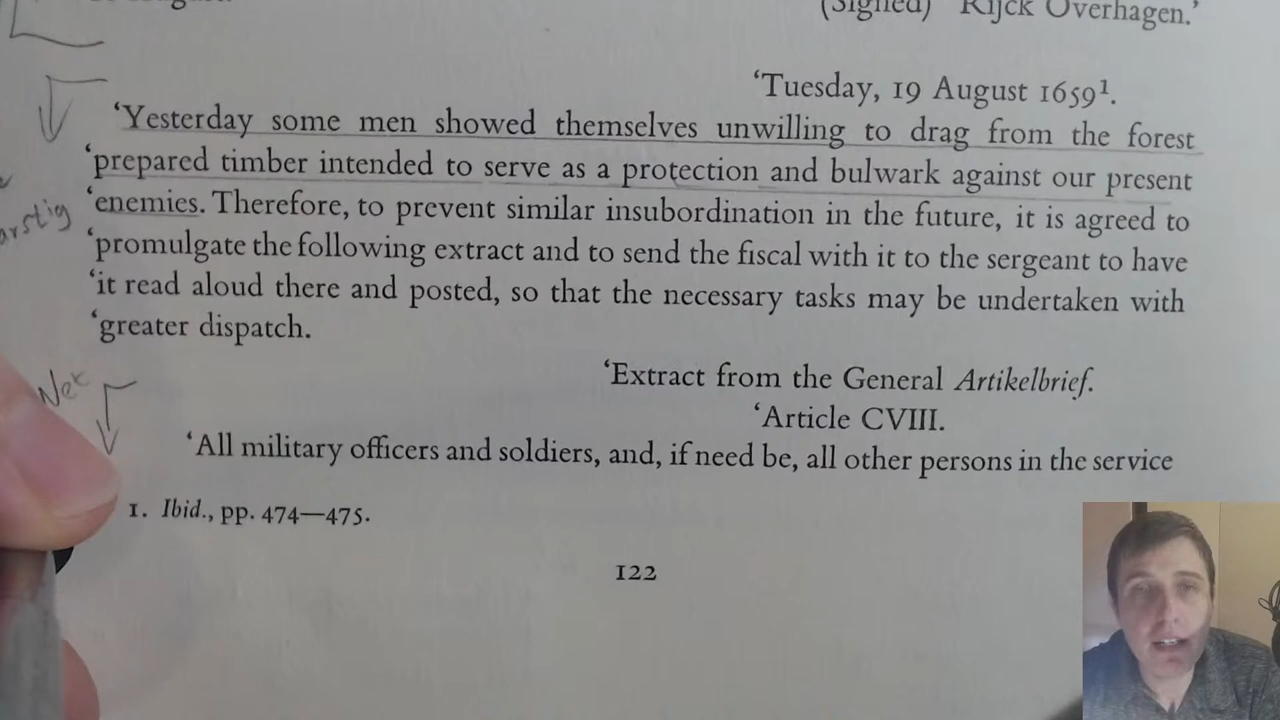 (Signed) Rijck Overhagen.’
‘Tuesday, 19 August 1659¹.
‘Yesterday some men showed themselves unwilling to drag from the forest
‘prepared timber intended to serve as a protection and bulwark against our present
‘enemies. Therefore, to prevent similar insubordination in the future, it is agreed to
‘promulgate the following extract and to send the fiscal with it to the sergeant to have
‘it read aloud there and posted, so that the necessary tasks may be undertaken with
‘greater dispatch.
‘Extract from the General Artikelbrief.
‘Article CVIII.
‘All military officers and soldiers, and, if need be, all other persons in the service
1. Ibid., pp. 474—475.
122